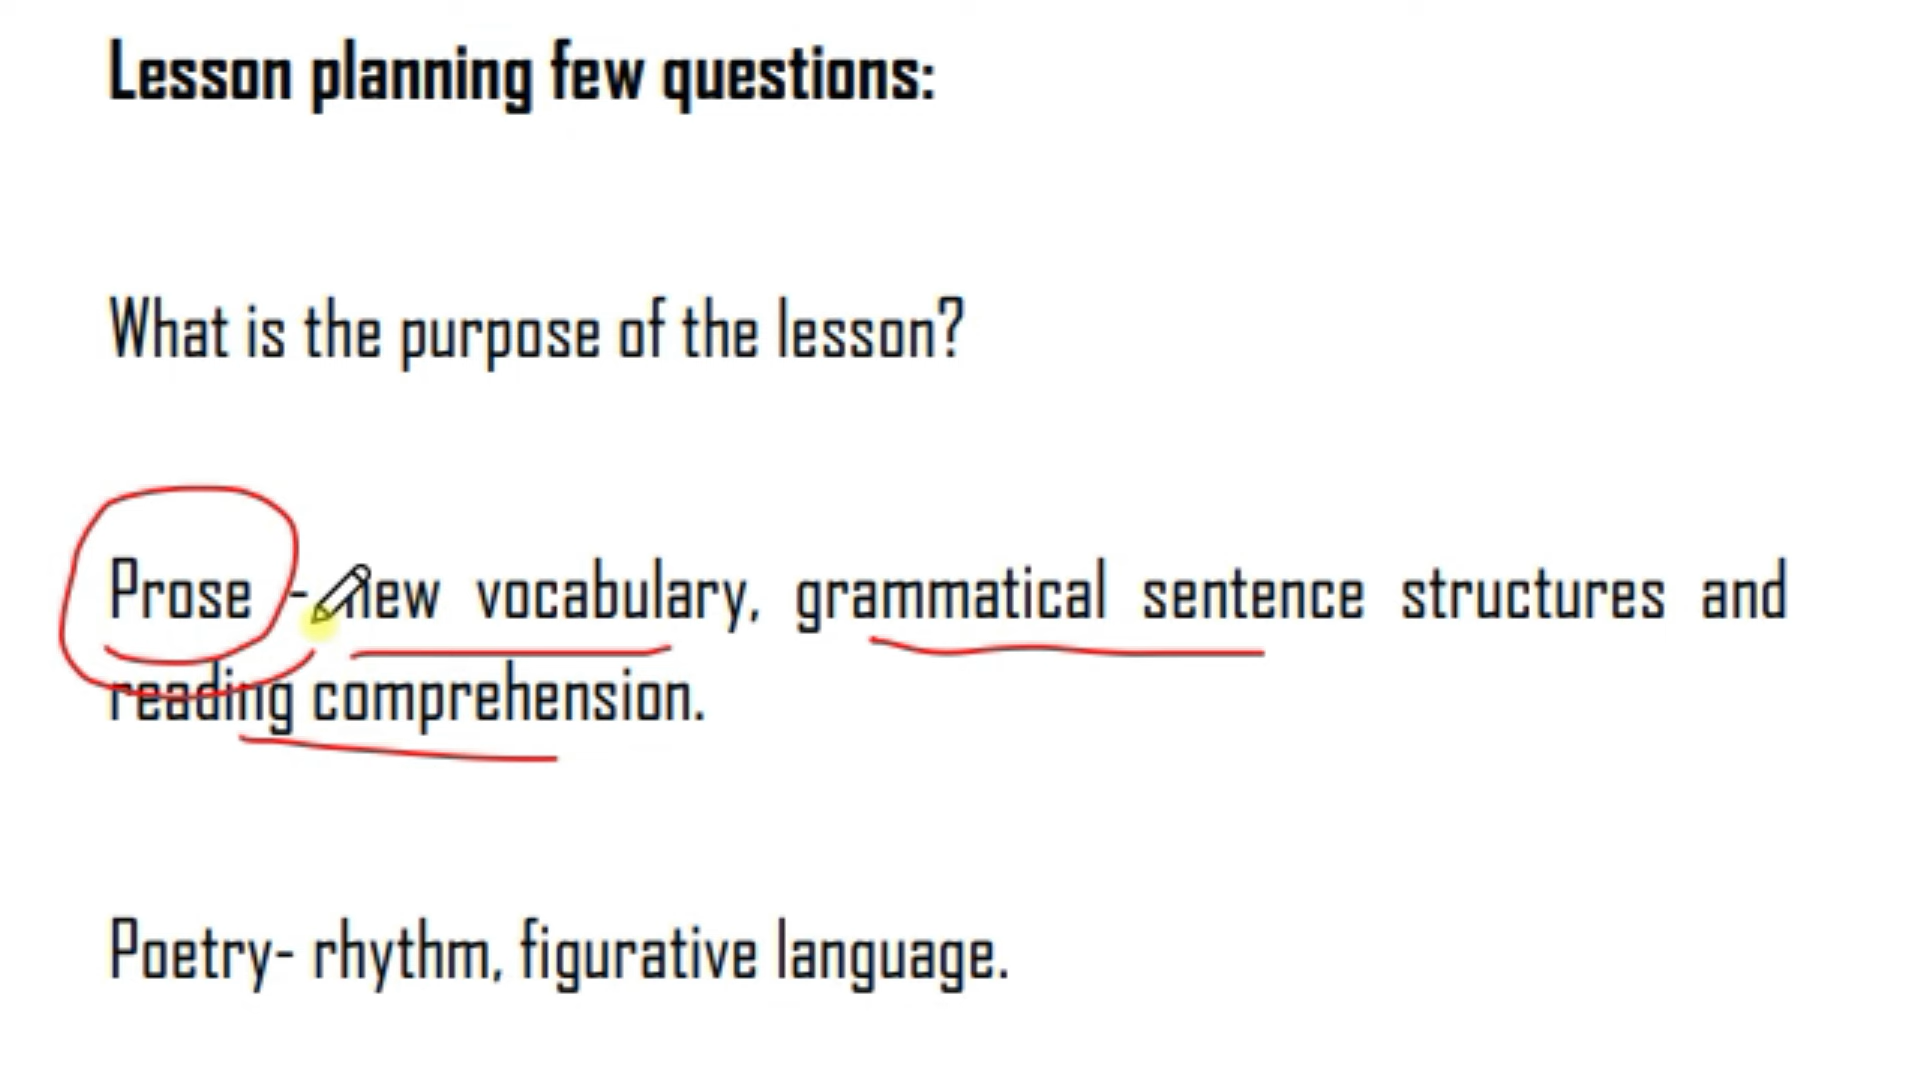 Lesson planning few questions:
What is the purpose of the lesson?
Prose - new vocabulary, grammatical sentence structures and
reading comprehension.
Poetry- rhythm, figurative language.